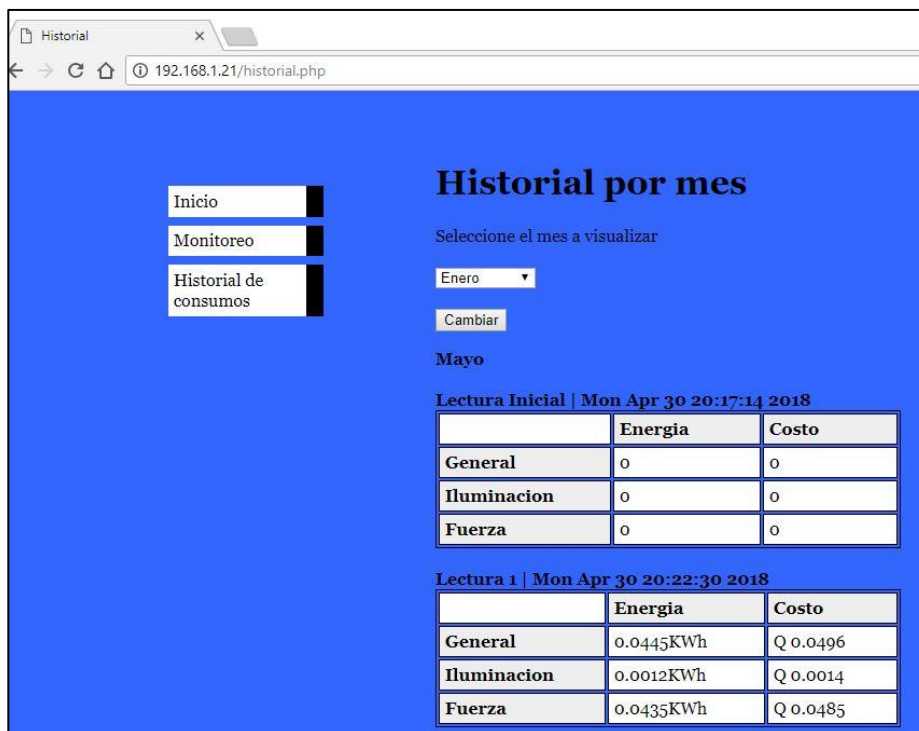 Historial
192.168.1.21/historial.php
Inicio
Monitoreo
Historial de
consumos
Historial por mes
Seleccione el mes a visualizar
Enero
Cambiar
Mayo
Lectura Inicial | Mon Apr 30 20:17:14 2018
Energia Costo
General 0 0
Iluminacion 0 0
Fuerza 0 0
Lectura 1 | Mon Apr 30 20:22:30 2018
Energia Costo
General 0.0445KWh Q 0.0496
Iluminacion 0.0012KWh Q 0.0014
Fuerza 0.0435KWh Q 0.0485